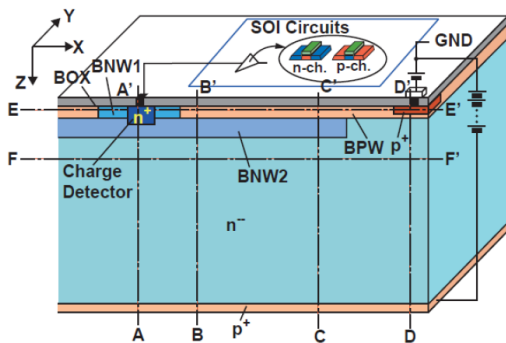 Y
X
Z
SOI Circuits
n-ch.
p-ch.
GND
BOX
BNW1
A'
B'
C'
D'
E
n+
E'
p+
BPW
F
F'
Charge
Detector
BNW2
n--
A
B
p+
C
D